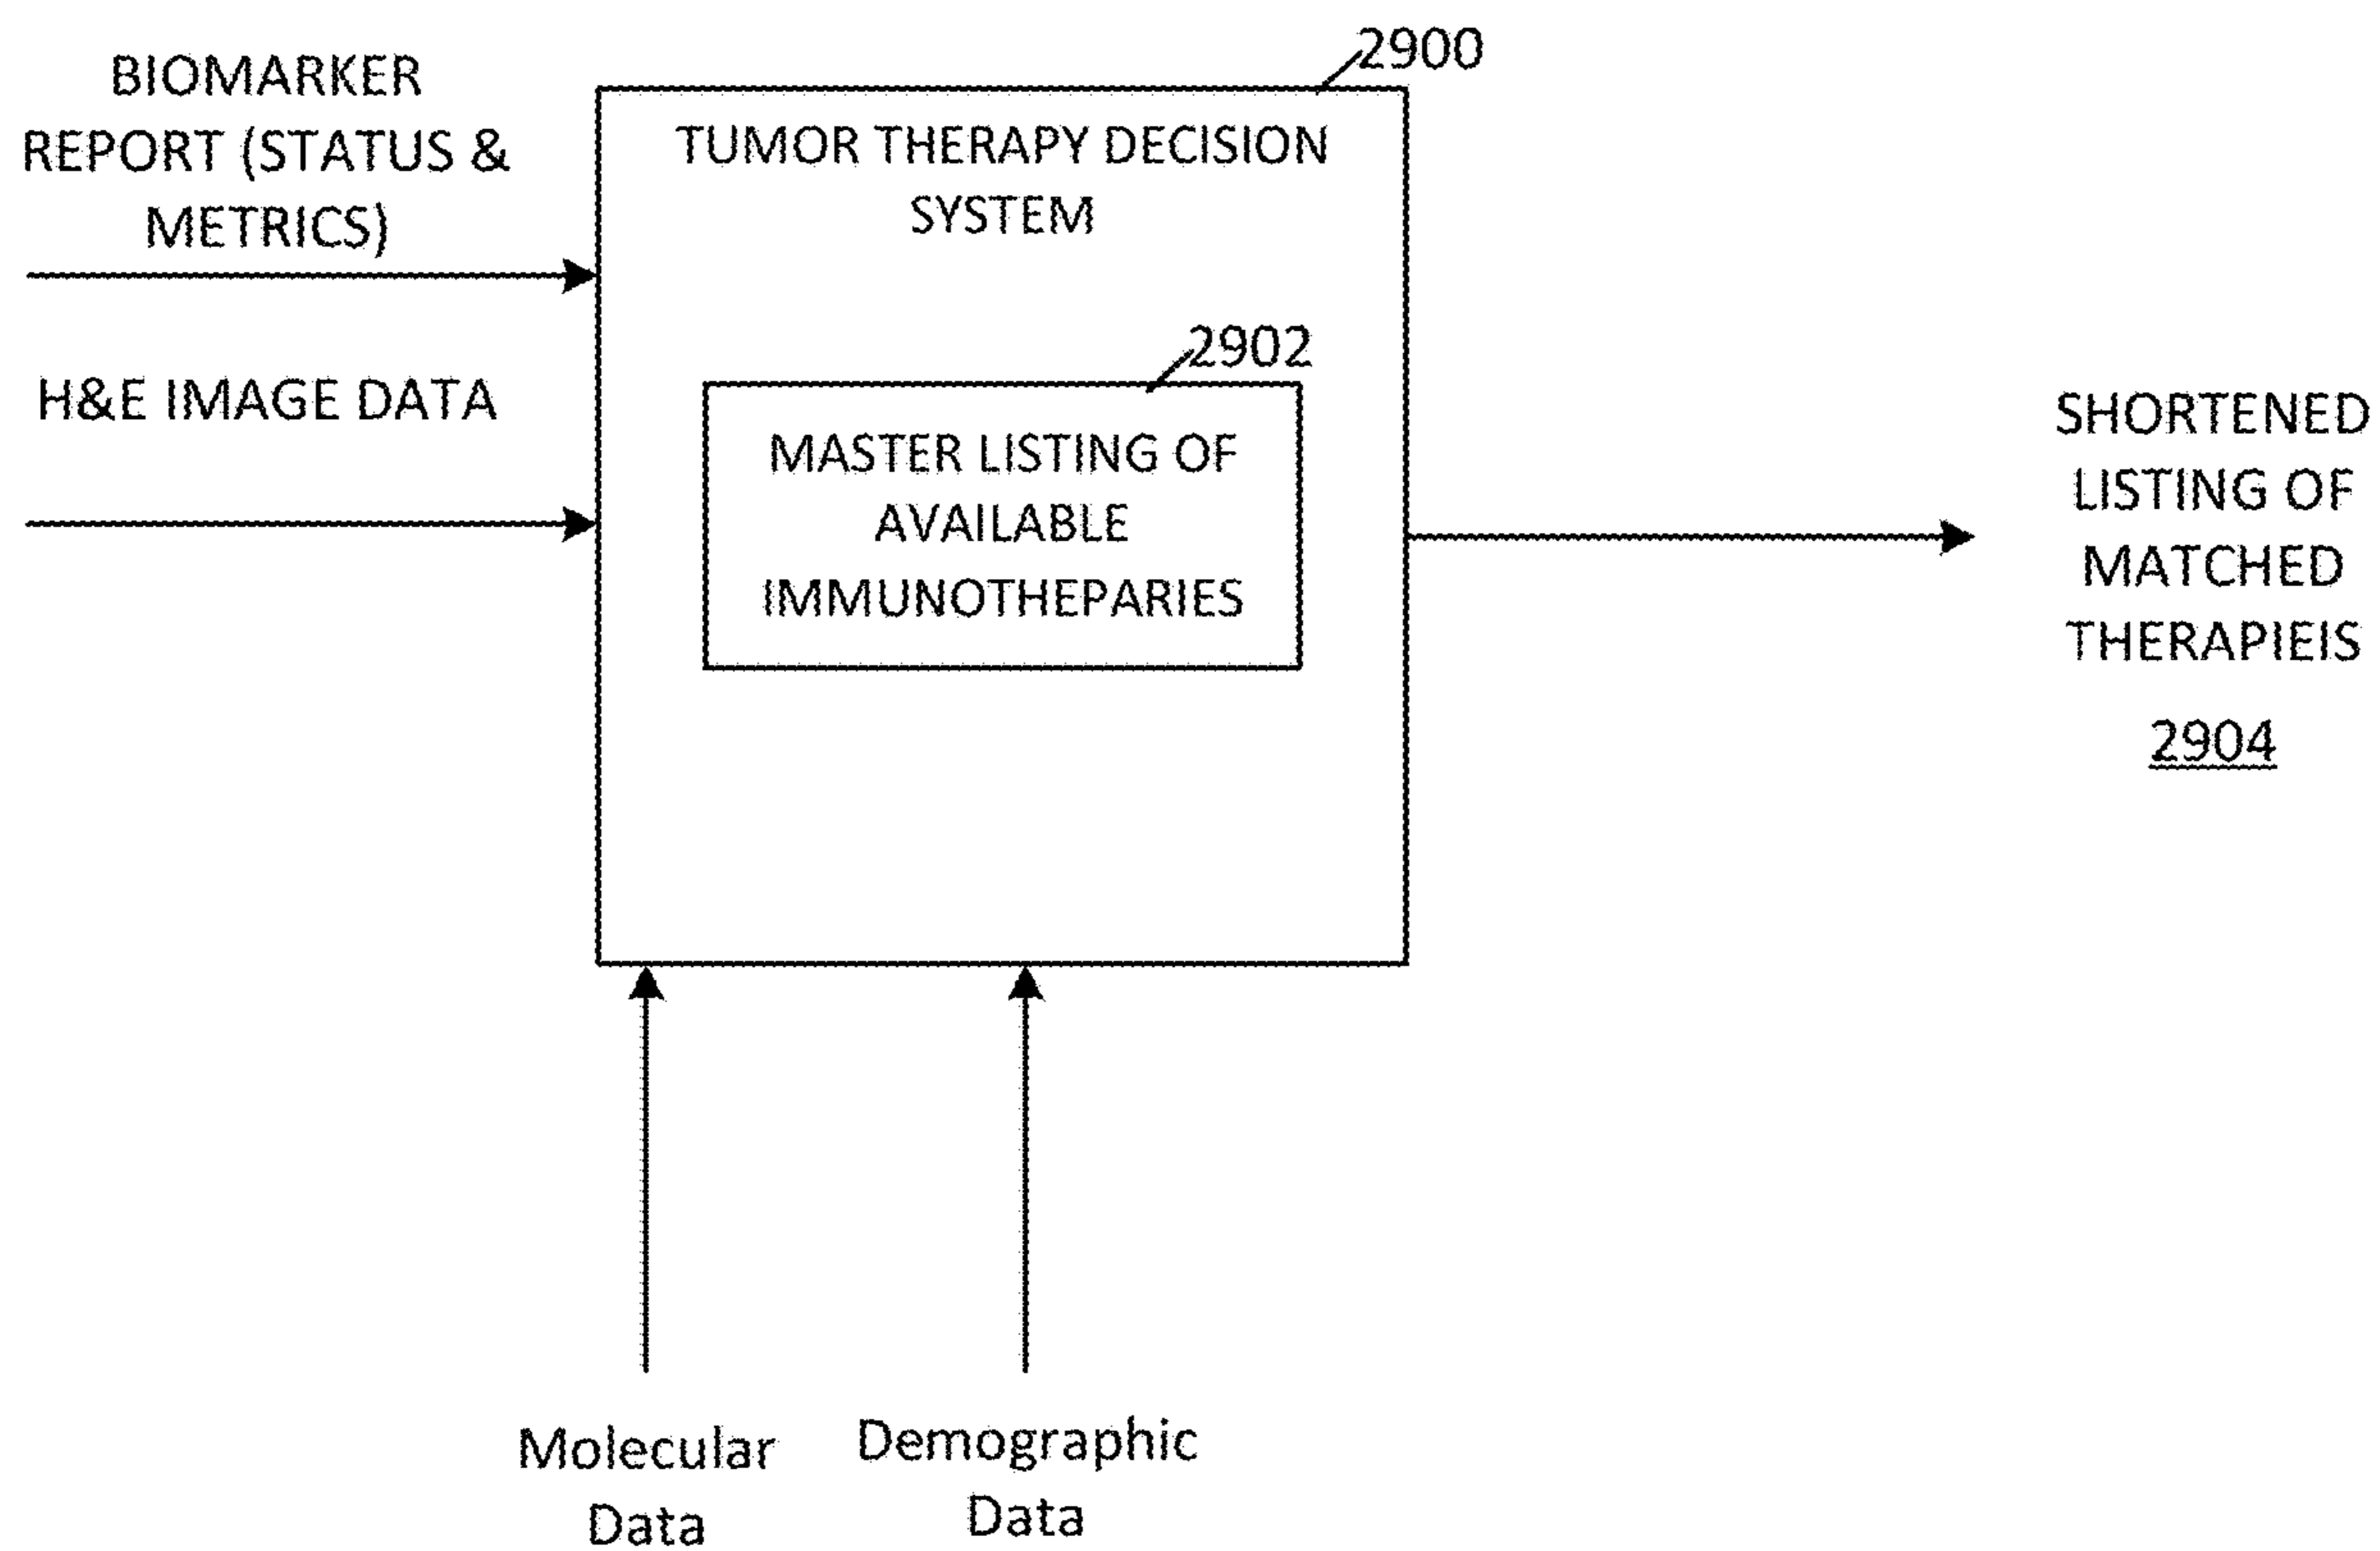 BIOMARKER
REPORT (STATUS &
METRICS)
H&E IMAGE DATA
2900
TUMOR THERAPY DECISION
SYSTEM
2902
MASTER LISTING OF
AVAILABLE
IMMUNOTHEPARIES
SHORTENED
LISTING OF
MATCHED
THERAPIEIS
2904
Molecular
Data
Demographic
Data